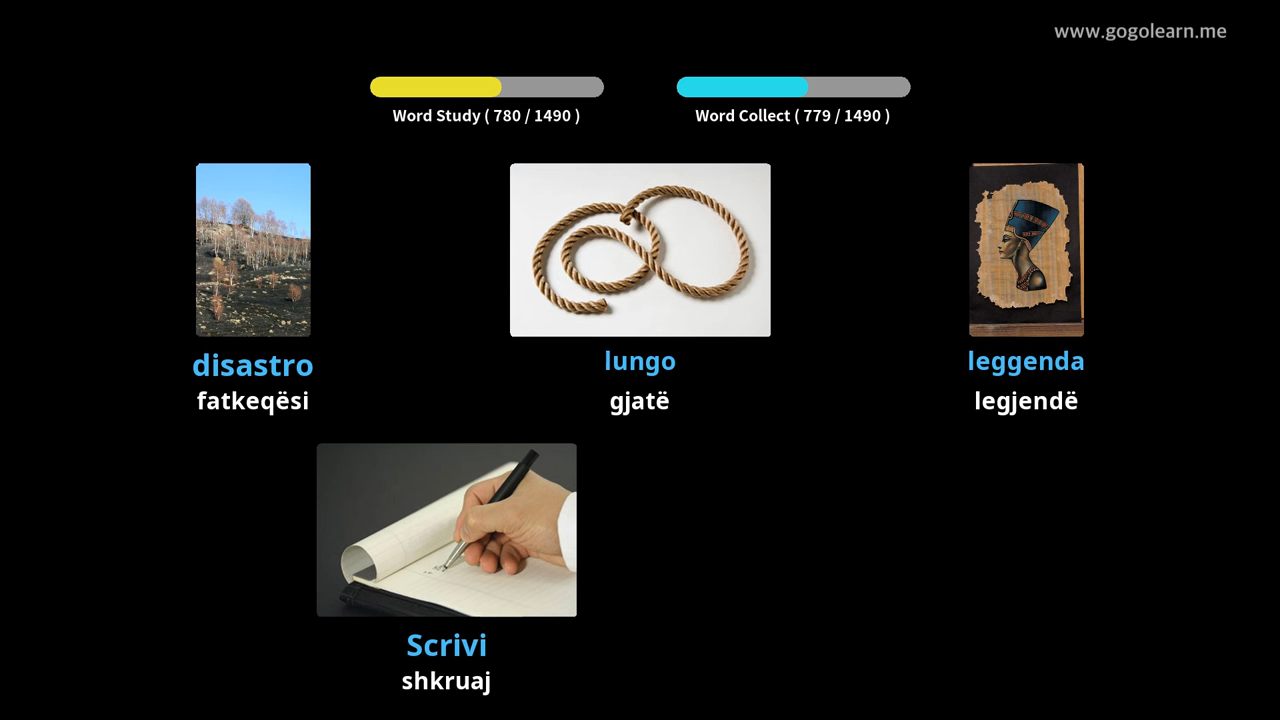 www.gogolearn.me
Word Study ( 780 / 1490 )
Word Collect ( 779 / 1490 )
disastro
fatkeqësi
lungo
gjatë
leggenda
legjendë
Scrivi
shkruaj